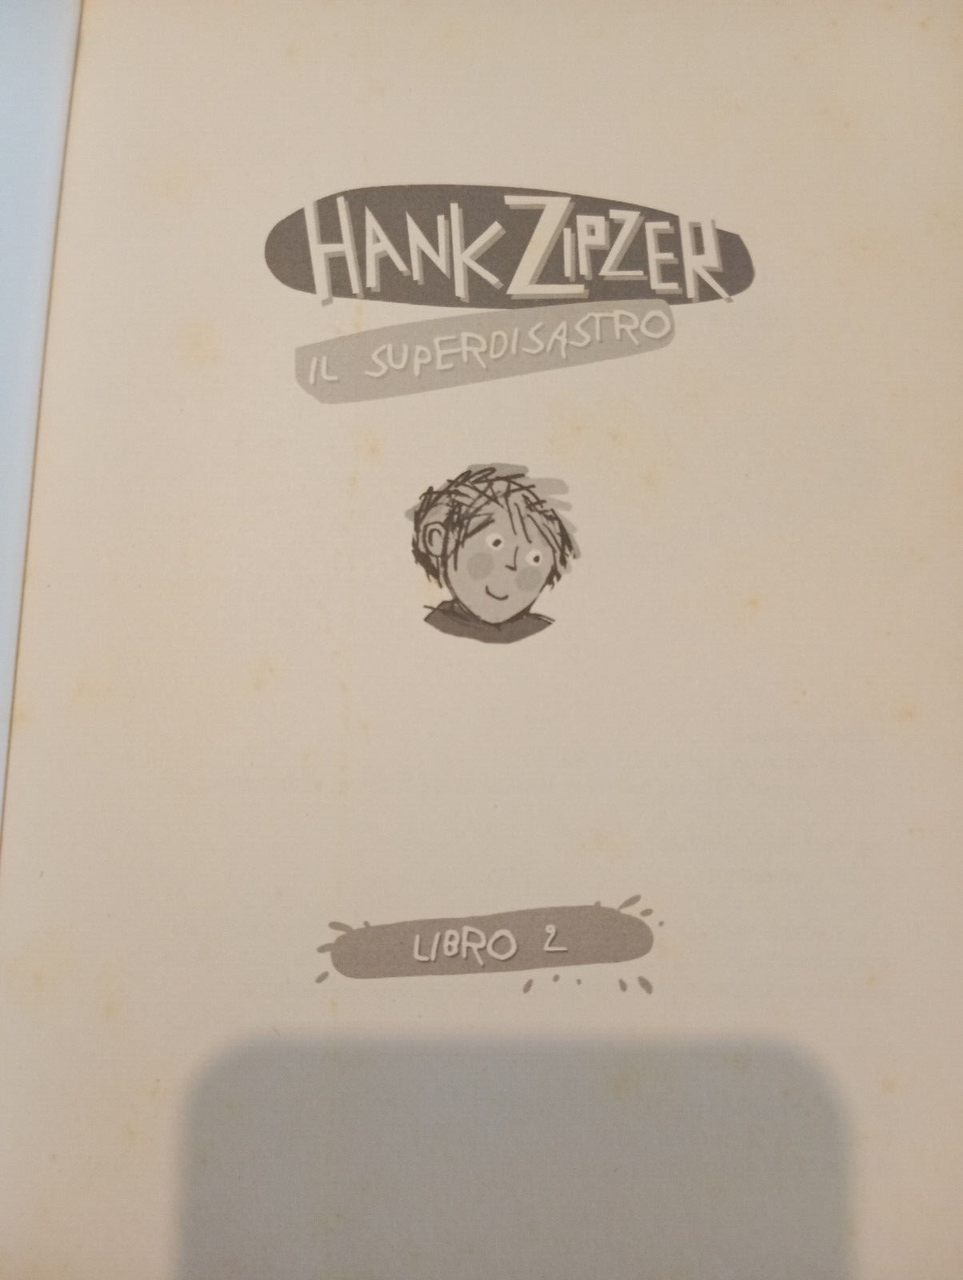 HANK ZIPZER
IL SUPERDISASTRO
LIBRO 2